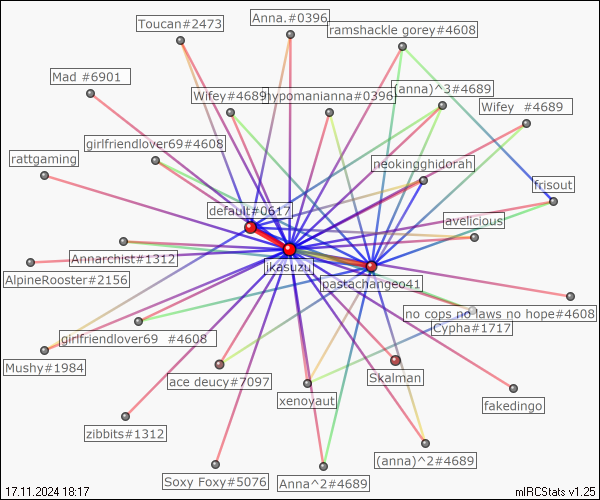 Anna.#0396
Toucan#2473
ramshackle gorey#4608
Mad #6901
(anna)^3#4689
Wifey#4689
hypomanianna#0396
Wifey #4689
girlfriendlover69#4608
rattgaming
neokingghidorah
frisout
default#0617
avelicious
Annarchist#1312
jkasuzu
AlpineRooster#2156
pastachangeo41
no cops no laws no hope#4608
Cypha#1717
girlfriendlover69 #4608
Mushy#1984
ace deucy#7097
Skalman
xenoyaut
fakedingo
zibbits#1312
(anna)^2#4689
Soxy Foxy#5076
Anna^2#4689
17.11.2024 18:17
mIRCStats v1.25